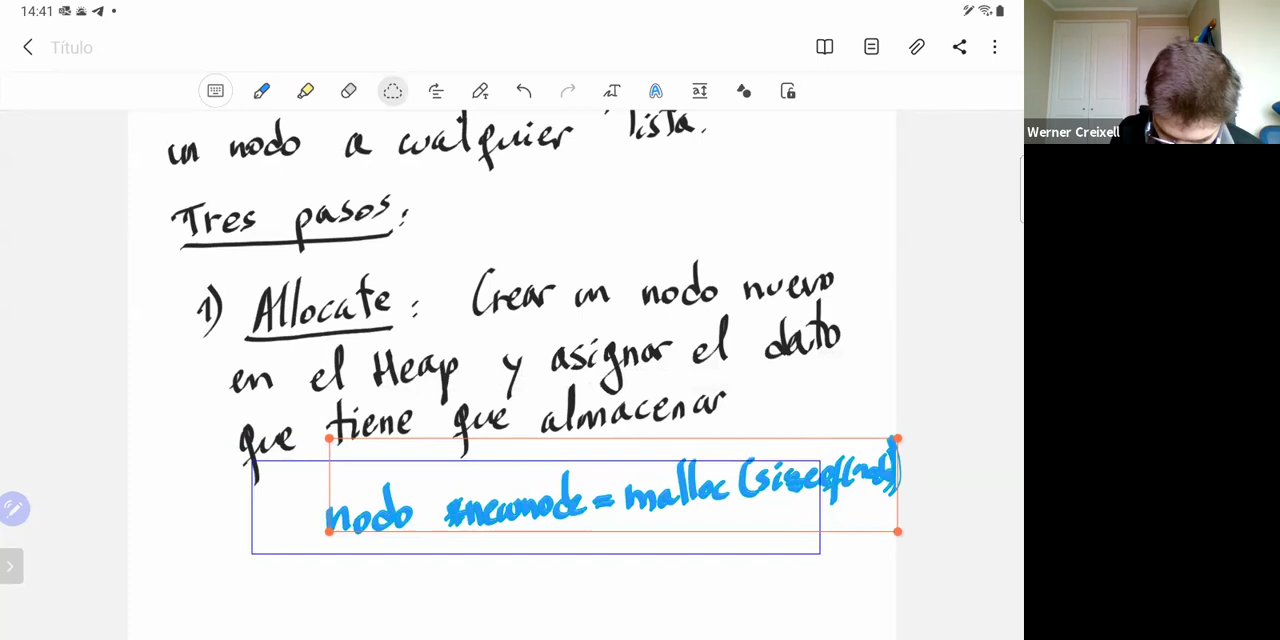 14:41
Título
un nodo a cualquier lista.
Tres pasos:
1) Allocate: Crear un nodo nuevo
en el Heap y asignar el dato
que tiene que almacenar
nodo *newnode = malloc(sizeof(nodo)
Werner Creixell